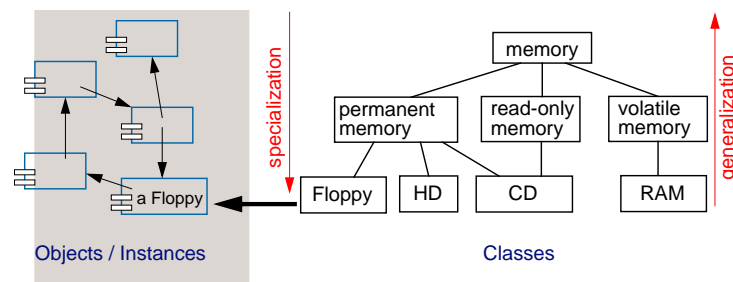 memory
specialization
generalization
permanent
memory
read-only
memory
volatile
memory
a Floppy
Floppy
HD
CD
RAM
Objects / Instances
Classes